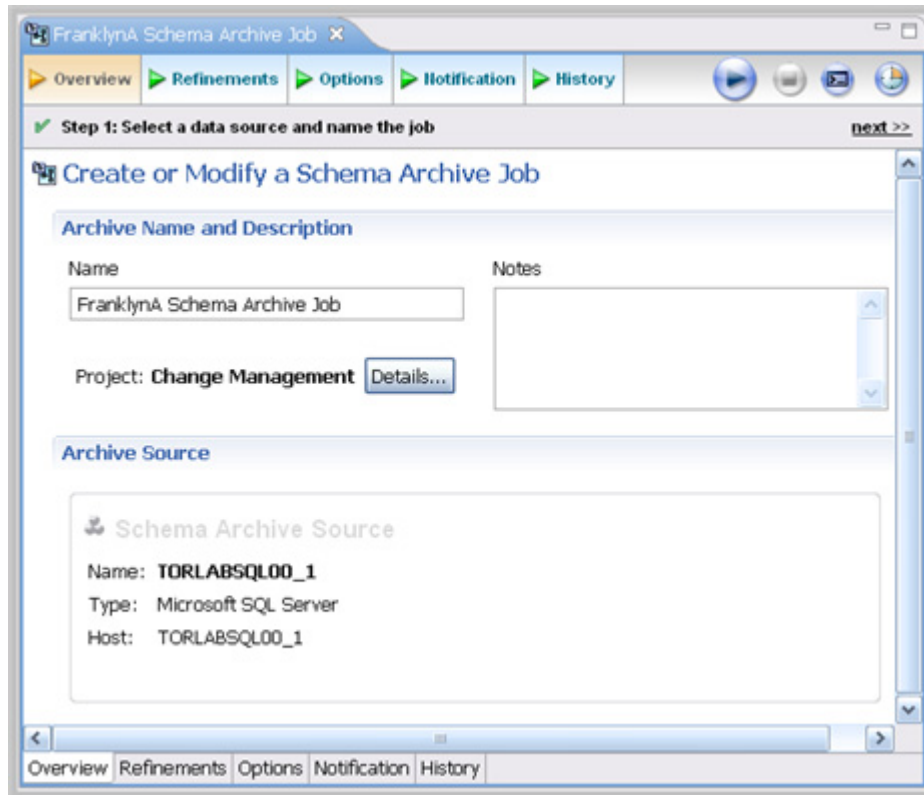 FranklynA Schema Archive Job
Overview Refinements Options Notification History
Step 1: Select a data source and name the job next >>
Create or Modify a Schema Archive Job
Archive Name and Description
Name Notes
FranklynA Schema Archive Job
Project: Change Management Details...
Archive Source
Schema Archive Source
Name: TORLABSQL00_1
Type: Microsoft SQL Server
Host: TORLABSQL00_1
Overview Refinements Options Notification History